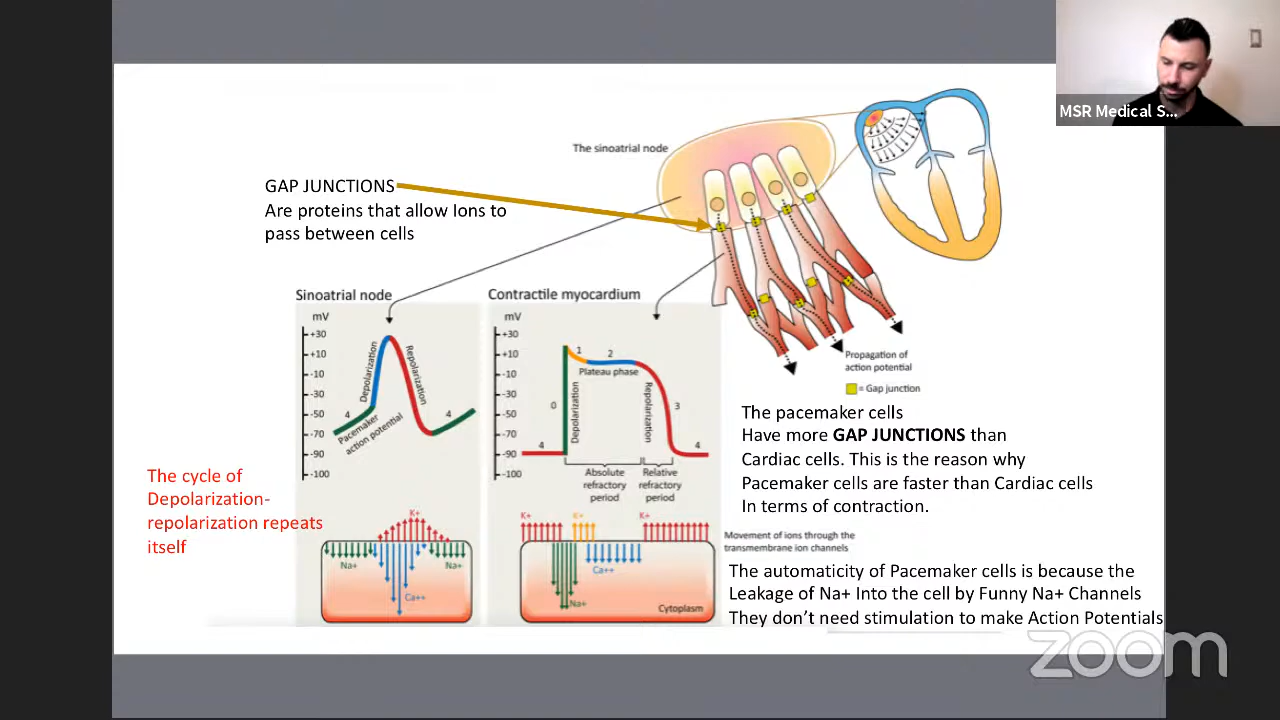 MSR Medical S...
The sinoatrial node
GAP JUNCTIONS
Are proteins that allow Ions to
pass between cells
Sinoatrial node
mV
+30
+10
-10
-30
-50
-70
-90
-100
Depolarization
Repolarization
4
Pacemaker
action potential
4
Contractile myocardium
mV
+30
+10
-10
-30
-50
-70
-90
-100
1
2
Plateau phase
0
Depolarization
Repolarization
3
4
4
Absolute
refractory
period
Relative
refractory
period
Propagation of
action potential
= Gap junction
The pacemaker cells
Have more GAP JUNCTIONS than
Cardiac cells. This is the reason why
Pacemaker cells are faster than Cardiac cells
In terms of contraction.
The cycle of
Depolarization-
repolarization repeats
itself
K+
Na+
Na+
Ca++
K+
K+
K+
Ca++
Na+
Cytoplasm
Movement of ions through the
transmembrane ion channels
The automaticity of Pacemaker cells is because the
Leakage of Na+ Into the cell by Funny Na+ Channels
They don't need stimulation to make Action Potentials
zoom